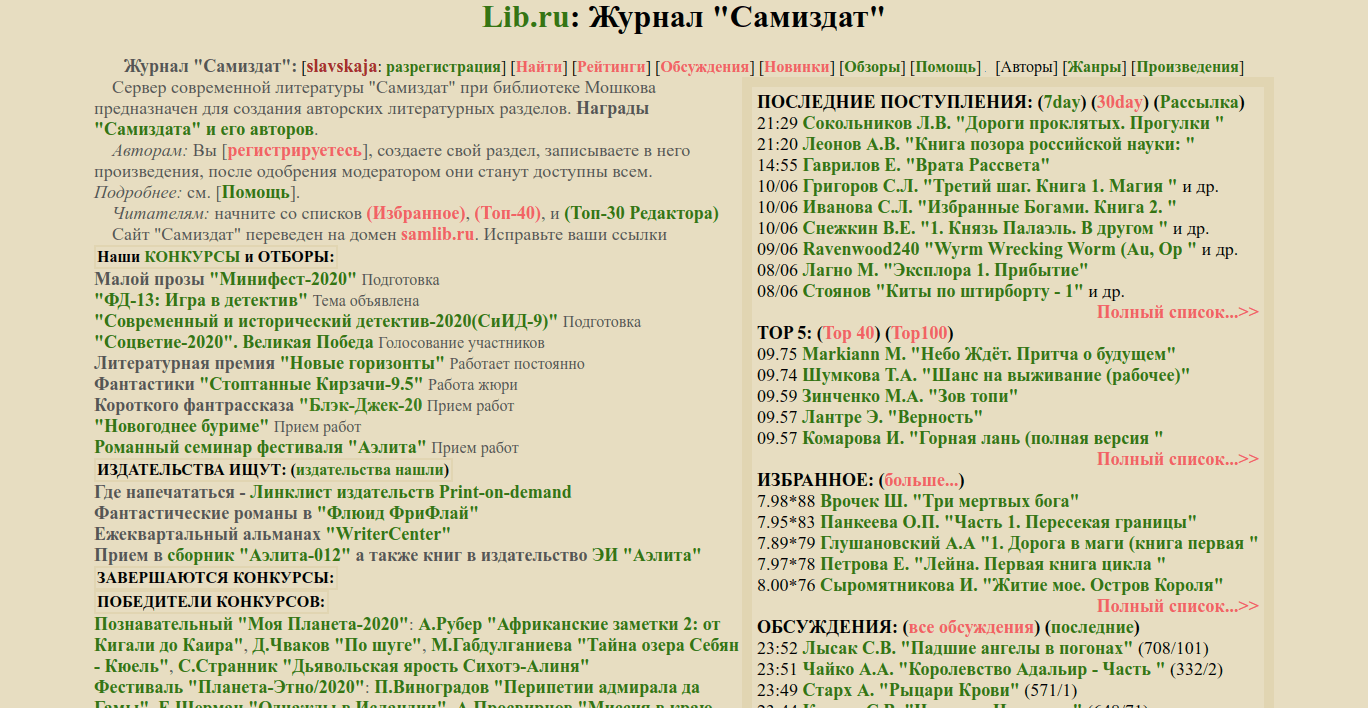 Lib.ru: Журнал "Самиздат"
Журнал "Самиздат": [slavskaja: разрегистрация] [Найти] [Рейтинги] [Обсуждения] [Новинки] [Обзоры] [Помощь] . [Авторы] [Жанры] [Произведения]
Сервер современной литературы "Самиздат" при библиотеке Мошкова
предназначен для создания авторских литературных разделов. Награды
"Самиздата" и его авторов.
Авторам: Вы [регистрируетесь], создаете свой раздел, записываете в него
произведения, после одобрения модератором они станут доступны всем.
Подробнее: см. [Помощь].
Читателям: начните со списков (Избранное), (Топ-40), и (Топ-30 Редактора)
Сайт "Самиздат" переведен на домен samlib.ru. Исправьте ваши ссылки
Наши КОНКУРСЫ и ОТБОРЫ:
Малой прозы "Минифест-2020" Подготовка
"ФД-13: Игра в детектив" Тема объявлена
"Современный и исторический детектив-2020(СиИД-9)" Подготовка
"Соцветие-2020". Великая Победа Голосование участников
Литературная премия "Новые горизонты" Работает постоянно
Фантастики "Стоптанные Кирзачи-9.5" Работа жюри
Короткого фантрассказа "Блэк-Джек-20 Прием работ
"Новогоднее буриме" Прием работ
Романный семинар фестиваля "Аэлита" Прием работ
ИЗДАТЕЛЬСТВА ИЩУТ: (издательства нашли)
Где напечататься - Линклист издательств Print-on-demand
Фантастические романы в "Флюид ФриФлай"
Ежеквартальный альманах "WriterCenter"
Прием в сборник "Аэлита-012" а также книг в издательство ЭИ "Аэлита"
ЗАВЕРШАЮТСЯ КОНКУРСЫ:
ПОБЕДИТЕЛИ КОНКУРСОВ:
Познавательный "Моя Планета-2020": А.Рубер "Африканские заметки 2: от
Кигали до Каира", Д.Чваков "По шуге", М.Габдулганиева "Тайна озера Себян
- Кюель", С.Странник "Дьявольская ярость Сихотэ-Алиня"
Фестиваль "Планета-Этно/2020": П.Виноградов "Перипетии адмирала да
ПОСЛЕДНИЕ ПОСТУПЛЕНИЯ: (7day) (30day) (Рассылка)
21:29 Сокольников Л.В. "Дороги проклятых. Прогулки "
21:20 Леонов А.В. "Книга позора российской науки: "
14:55 Гаврилов Е. "Врата Рассвета"
10/06 Григоров С.Л. "Третий шаг. Книга 1. Магия " и др.
10/06 Иванова С.Л. "Избранные Богами. Книга 2. "
10/06 Снежкин В.Е. "1. Князь Палаэль. В другом " и др.
09/06 Ravenwood240 "Wyrm Wrecking Worm (Au, Op " и др.
08/06 Лагно М. "Эксплора 1. Прибытие"
08/06 Стоянов "Киты по штирборту - 1" и др.
Полный список...>>
TOP 5: (Top 40) (Top100)
09.75 Markiann М. "Небо Ждёт. Притча о будущем"
09.74 Шумкова Т.А. "Шанс на выживание (рабочее)"
09.59 Зинченко М.А. "Зов топи"
09.57 Лантре Э. "Верность"
09.57 Комарова И. "Горная лань (полная версия "
Полный список...>>
ИЗБРАННОЕ: (больше...)
7.98*88 Врочек Ш. "Три мертвых бога"
7.95*83 Панкеева О.П. "Часть 1. Пересекая границы"
7.89*79 Глушановский А.А "1. Дорога в маги (книга первая "
7.97*78 Петрова Е. "Лейна. Первая книга цикла "
8.00*76 Сыромятникова И. "Житие мое. Остров Короля"
Полный список...>>
ОБСУЖДЕНИЯ: (все обсуждения) (последние)
23:52 Лысак С.В. "Падшие ангелы в погонах" (708/101)
23:51 Чайко А.А. "Королевство Адальир - Часть " (332/2)
23:49 Старх А. "Рыцари Крови" (571/1)